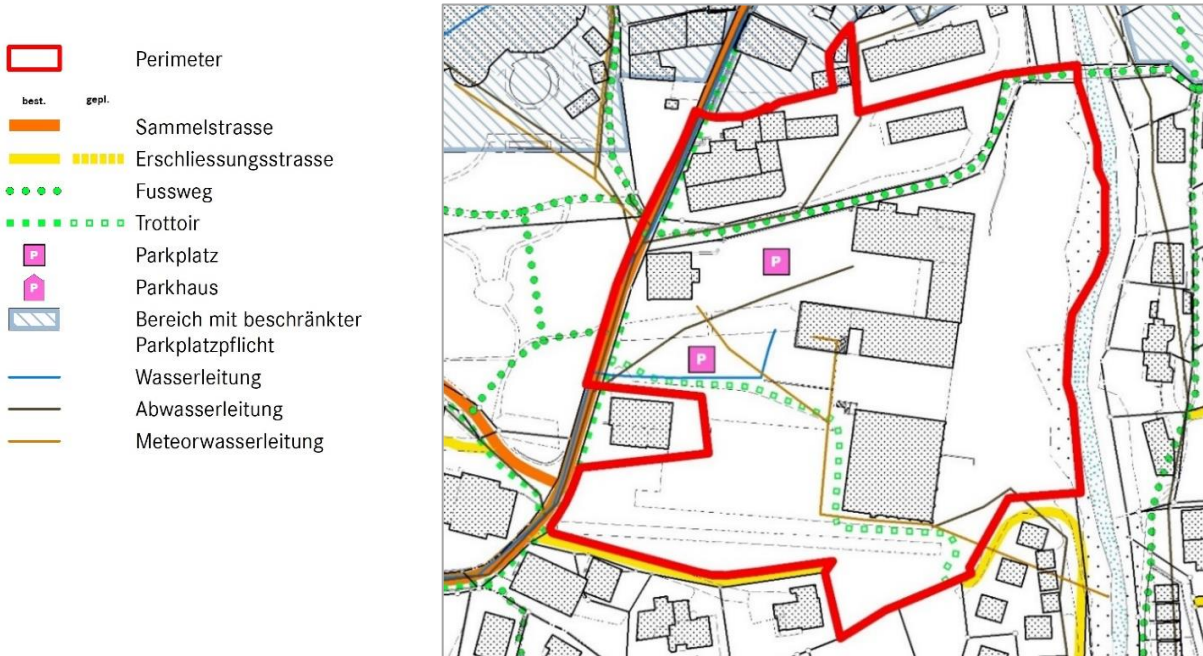 Perimeter
best. gepl.
Sammelstrasse
Erschliessungsstrasse
Fussweg
Trottoir
P Parkplatz
P Parkhaus
Bereich mit beschränkter
Parkplatzpflicht
Wasserleitung
Abwasserleitung
Meteorwasserleitung
P
P